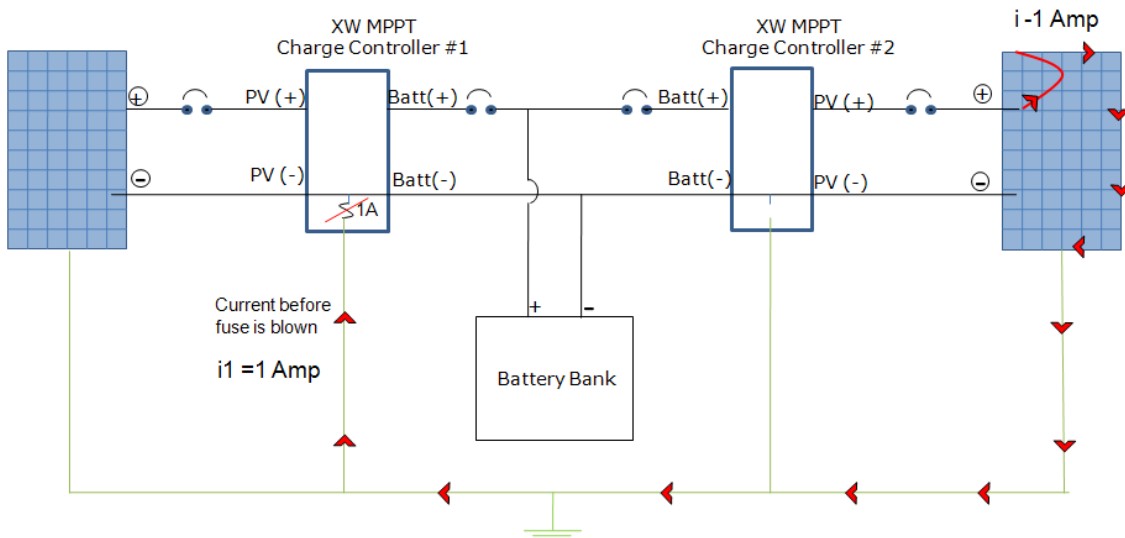 XW MPPT
Charge Controller #1
XW MPPT
Charge Controller #2
i -1 Amp
+
PV (+)
Batt(+)
Batt(+)
PV (+)
+
-
PV (-)
Batt(-)
Batt(-)
PV (-)
-
1A
Current before
fuse is blown
i1 =1 Amp
+
-
Battery Bank